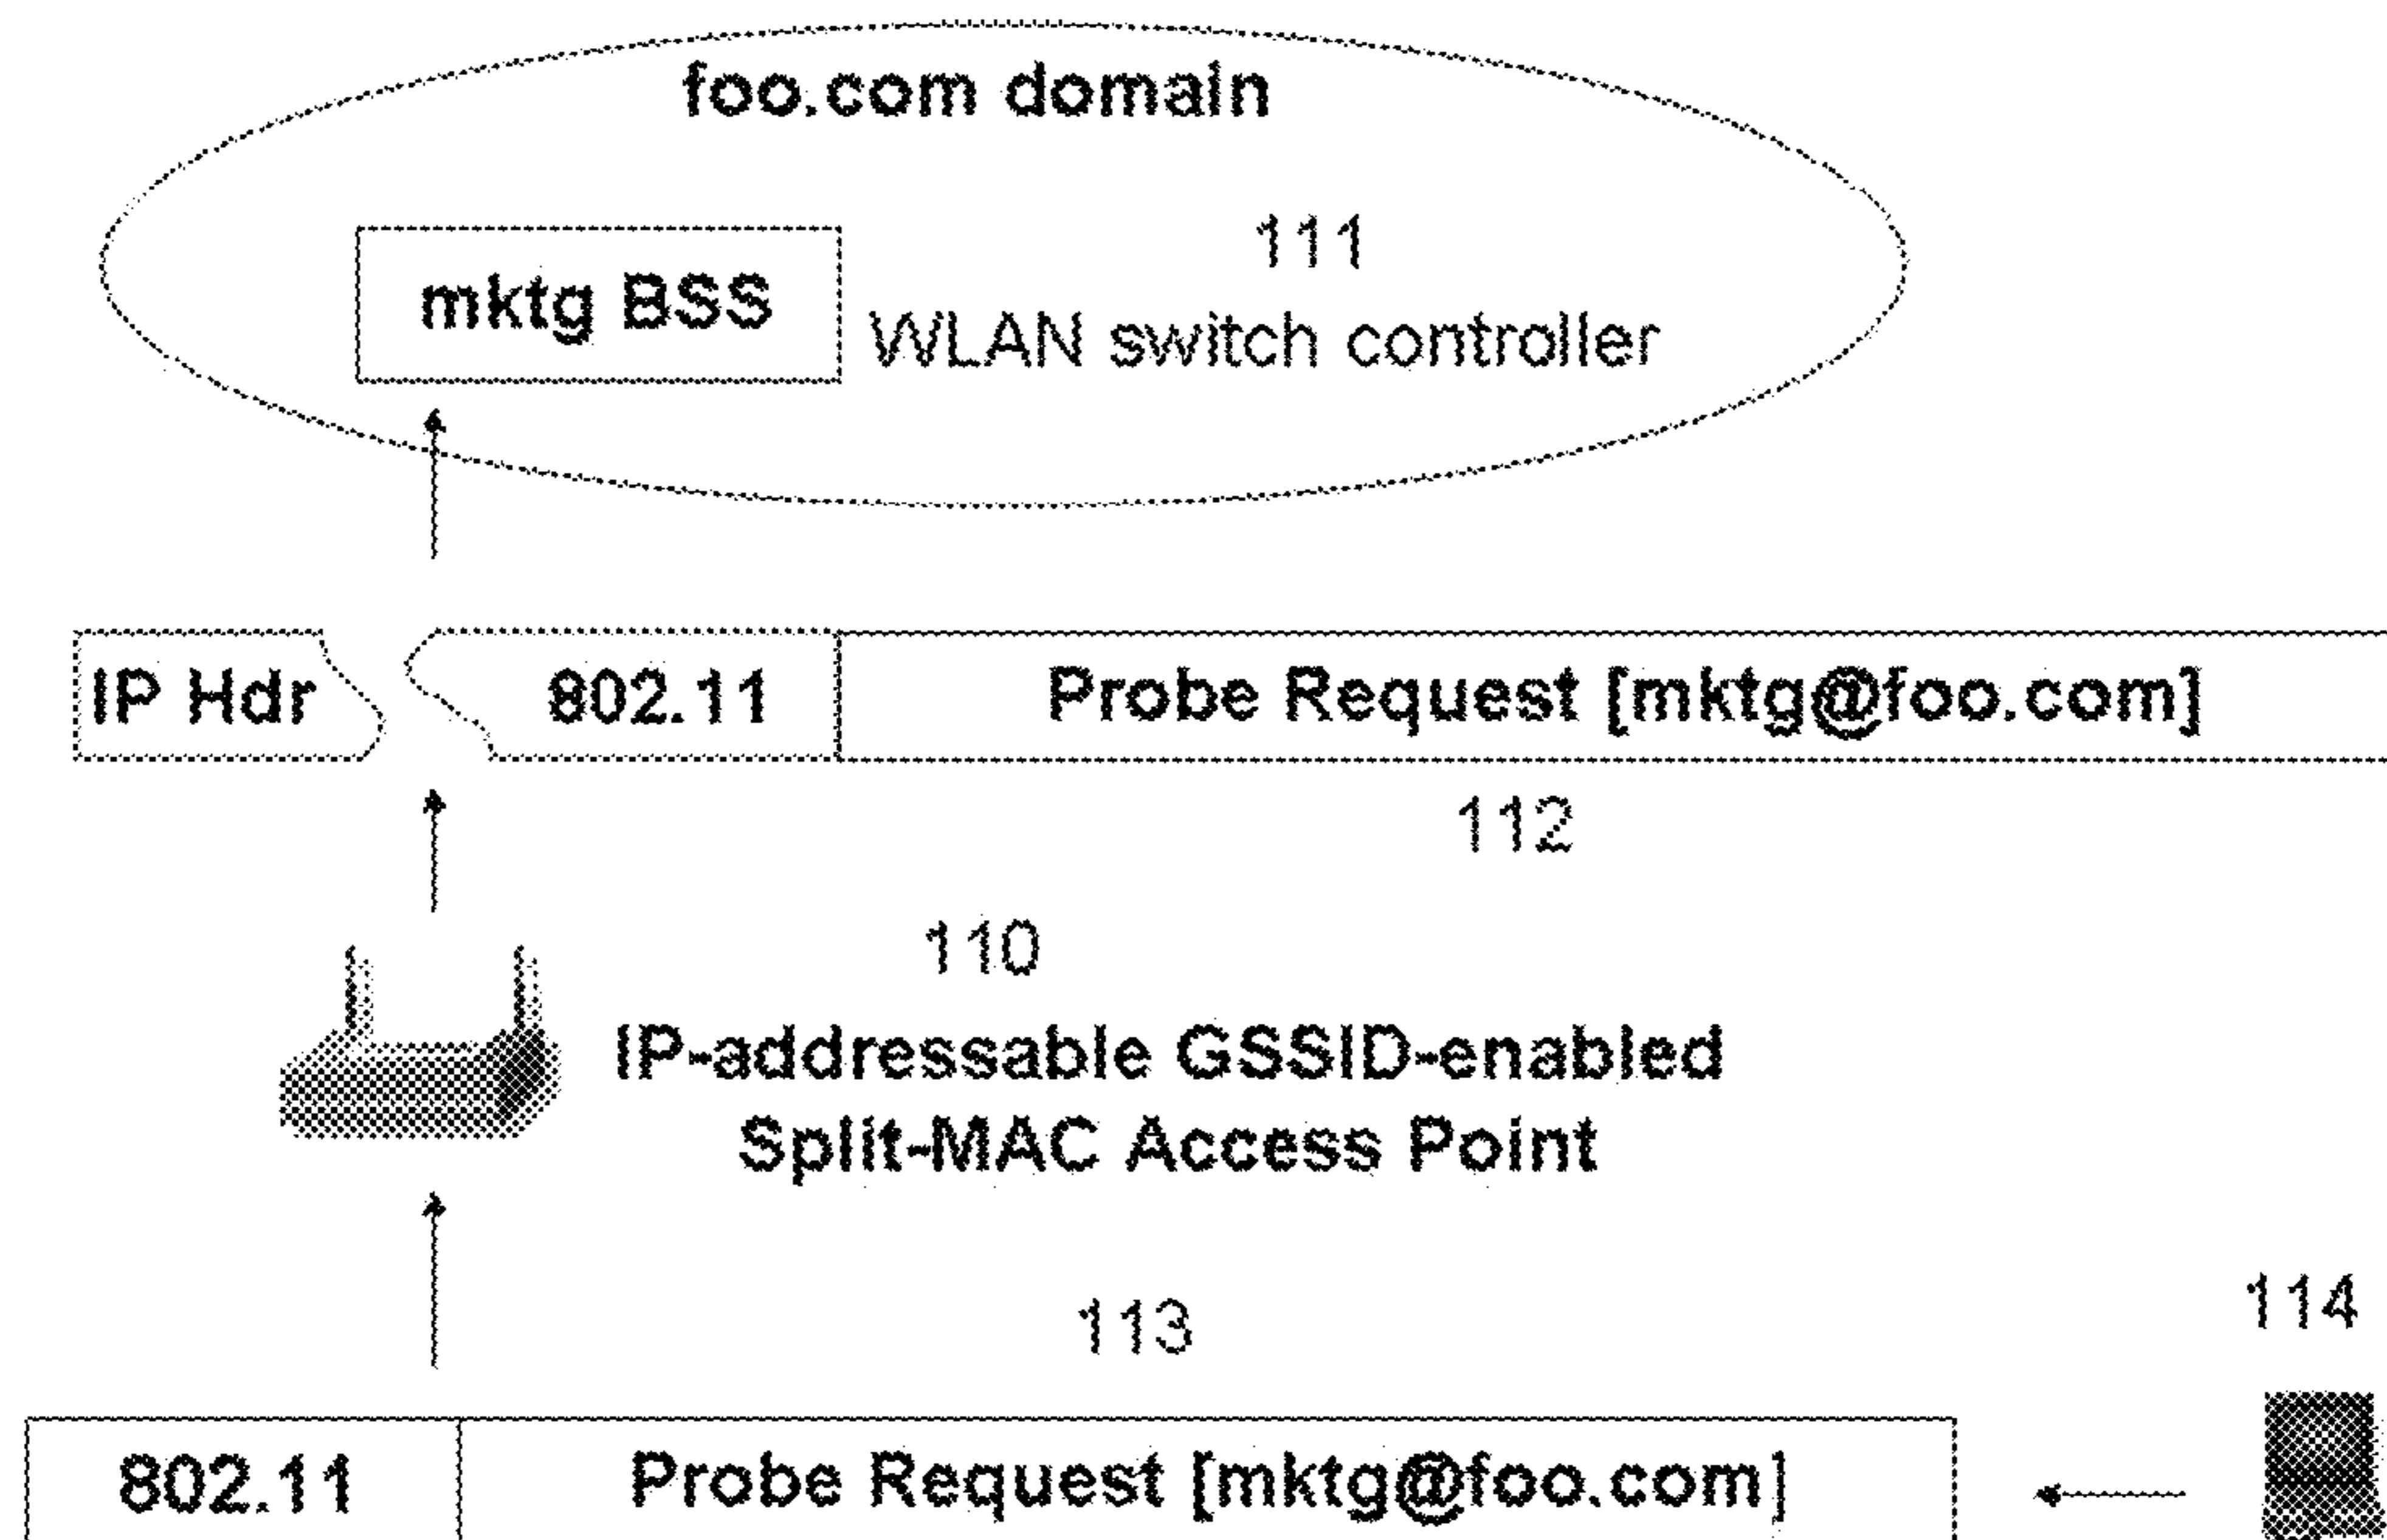 foo.com domain
111
mktg BSS
WLAN switch controller
IP Hdr 802.11 Probe Request [mktg@foo.com]
112
110
IP-addressable GSSID-enabled
Split-MAC Access Point
113
114
802.11 Probe Request [mktg@foo.com]